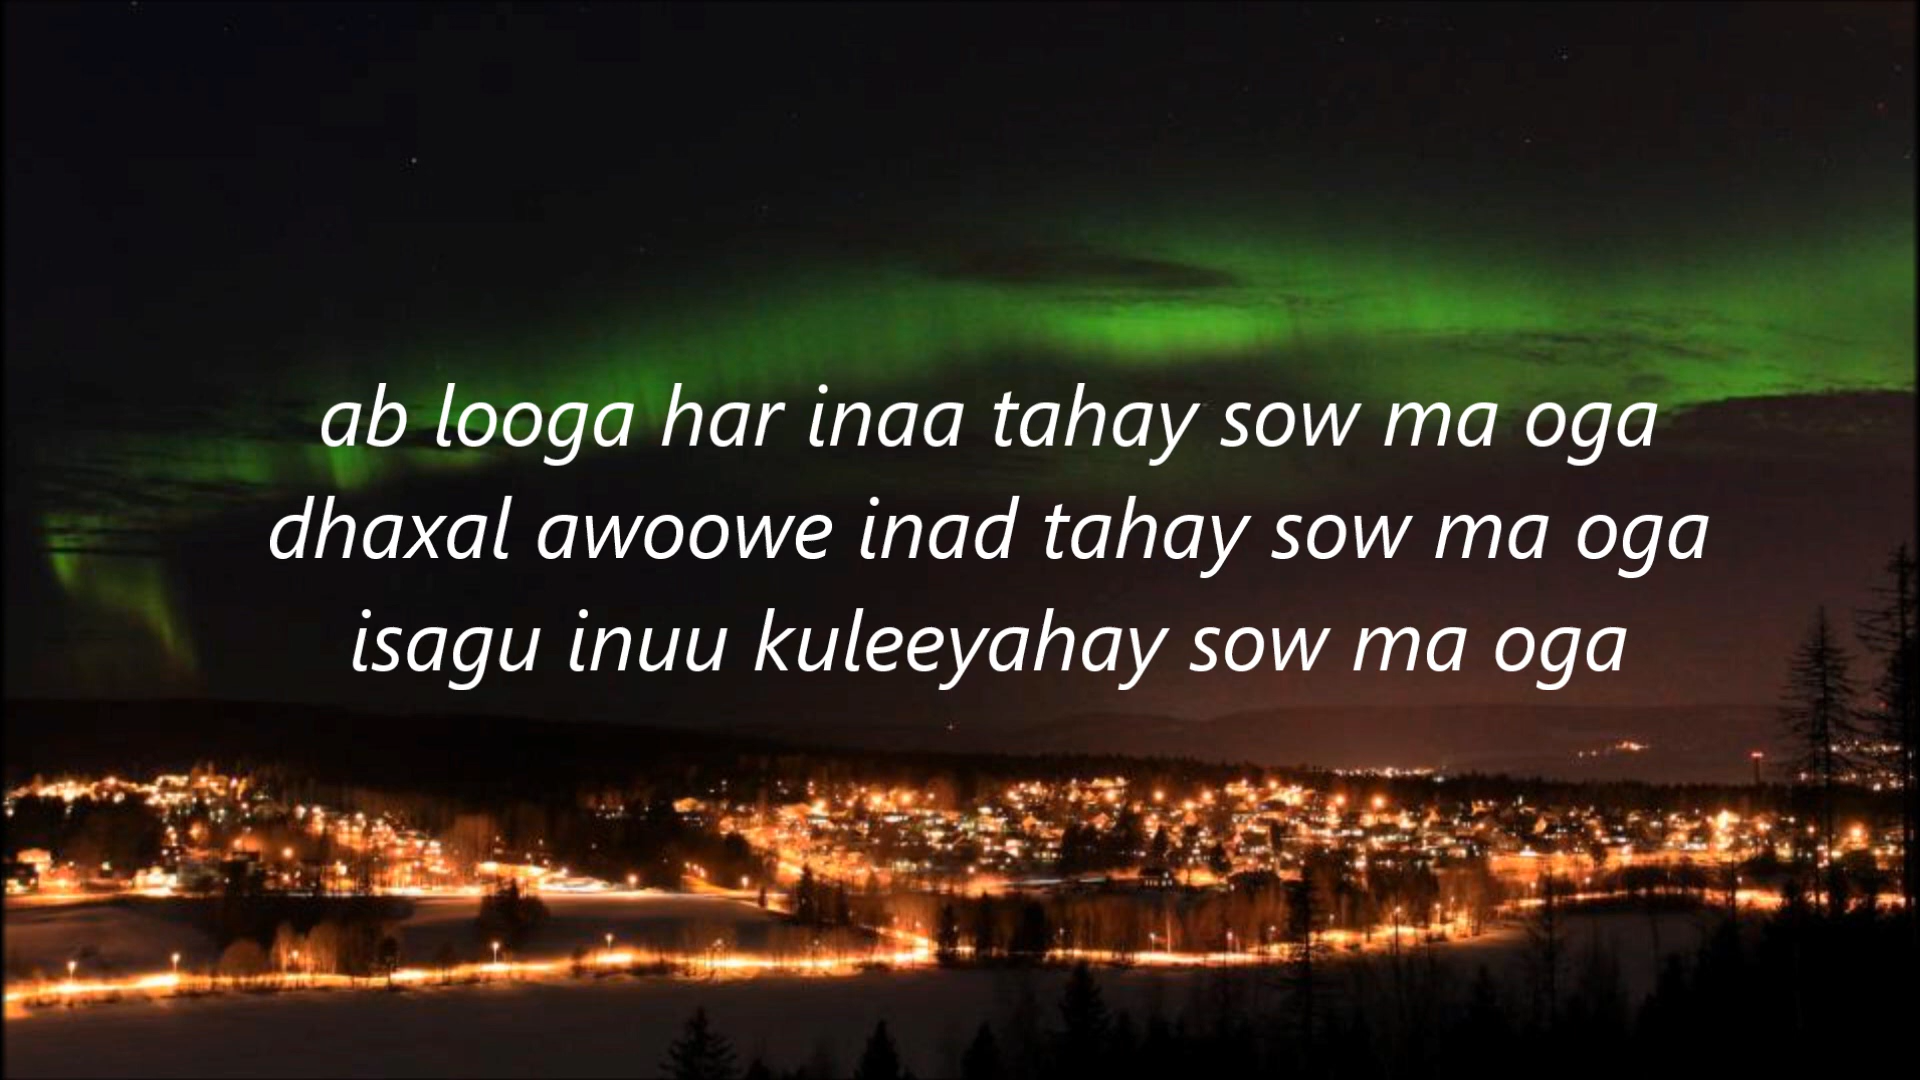 ab looga har inaa tahay sow ma oga
dhaxal awoowe inad tahay sow ma oga
isagu inuu kuleeyahay sow ma oga